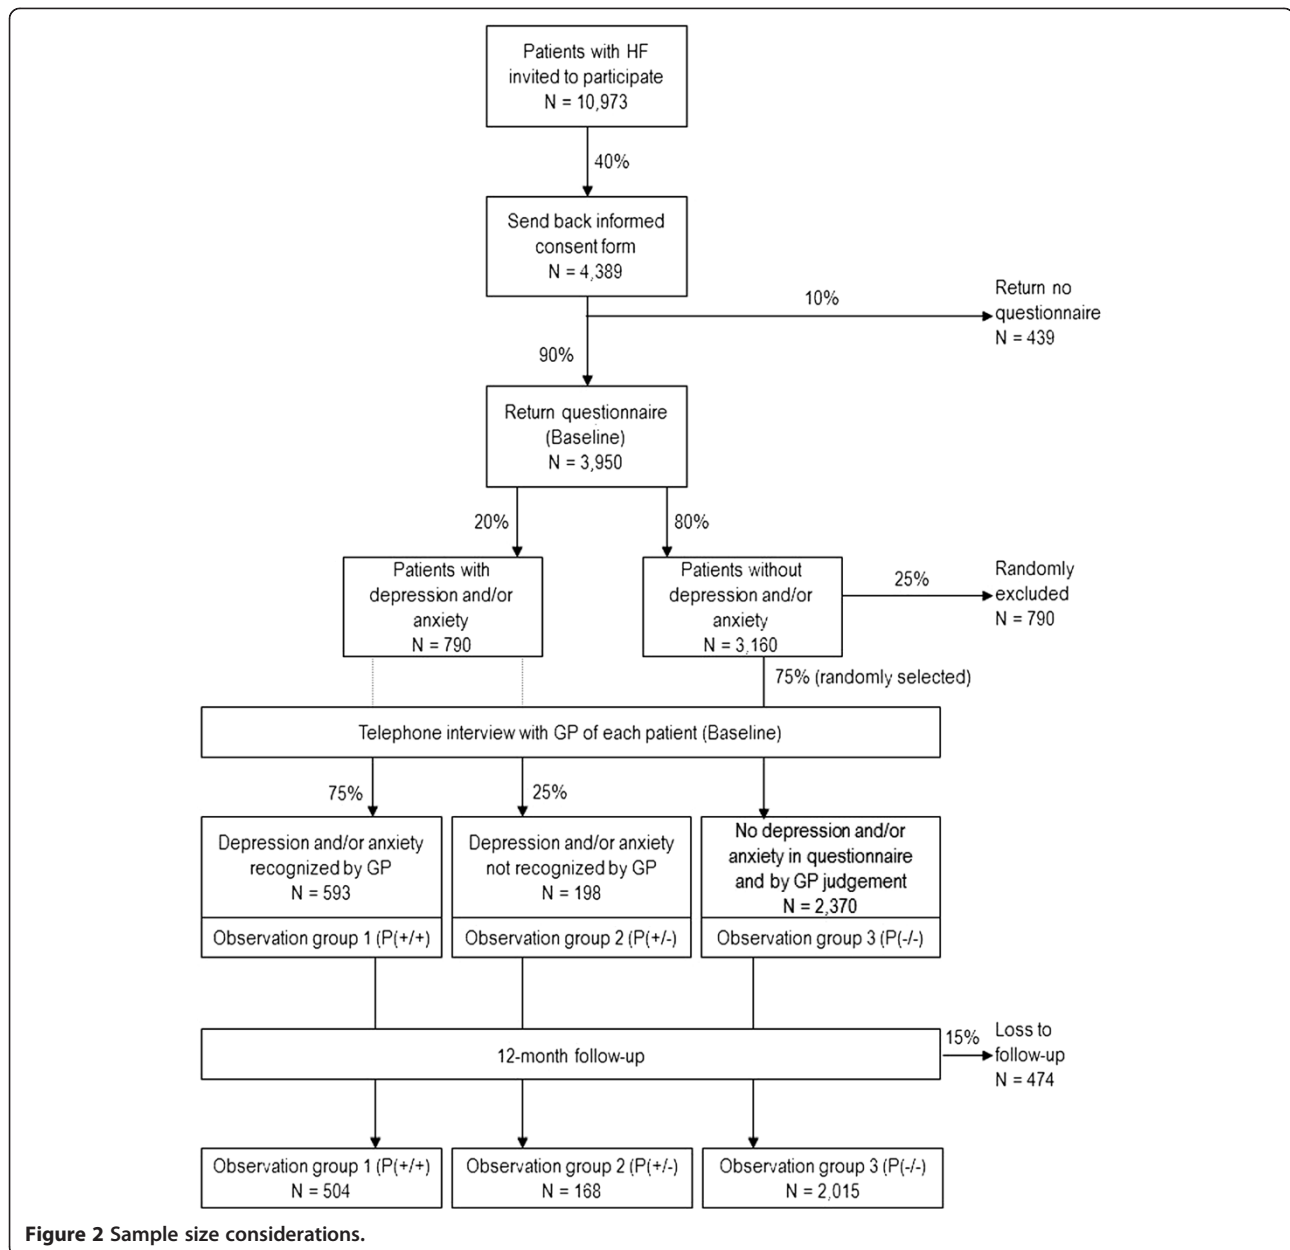 Patients with HF
invited to participate
N = 10,973
40%
Send back informed
consent form
N = 4,389
10%
Return no
questionnaire
N = 439
90%
Return questionnaire
(Baseline)
N = 3,950
20%
80%
Patients with
depression and/or
anxiety
N = 790
Patients without
depression and/or
anxiety
N = 3,160
25%
Randomly
excluded
N = 790
75% (randomly selected)
Telephone interview with GP of each patient (Baseline)
75%
25%
Depression and/or anxiety
recognized by GP
N = 593
Observation group 1 (P(+/+)
Depression and/or anxiety
not recognized by GP
N = 198
Observation group 2 (P(+/-)
No depression and/or
anxiety in questionnaire
and by GP judgement
N = 2,370
Observation group 3 (P(-/-)
12-month follow-up
15%
Loss to
follow-up
N = 474
Observation group 1 (P(+/+)
N = 504
Observation group 2 (P(+/-)
N = 168
Observation group 3 (P(-/-)
N = 2,015
Figure 2 Sample size considerations.